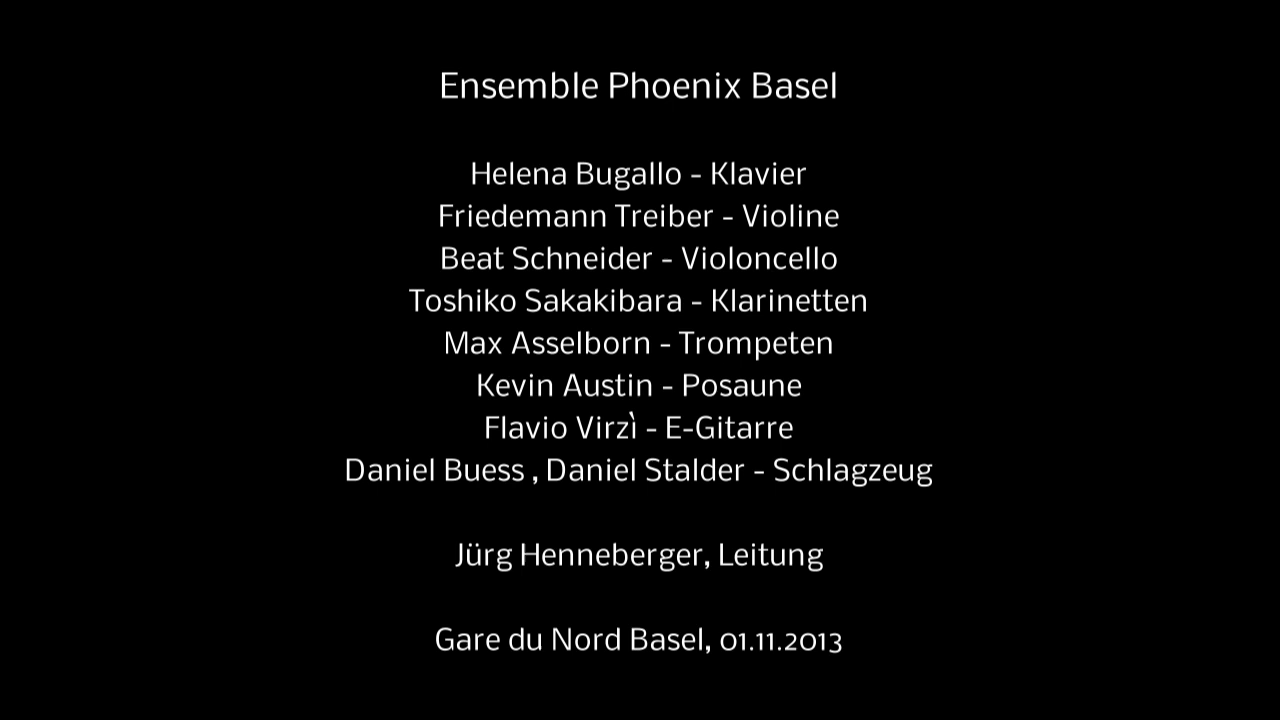 Ensemble Phoenix Basel
Helena Bugallo - Klavier
Friedemann Treiber - Violine
Beat Schneider - Violoncello
Toshiko Sakakibara - Klarinetten
Max Asselborn - Trompeten
Kevin Austin - Posaune
Flavio Virzì - E-Gitarre
Daniel Buess , Daniel Stalder - Schlagzeug
Jürg Henneberger, Leitung
Gare du Nord Basel, 01.11.2013